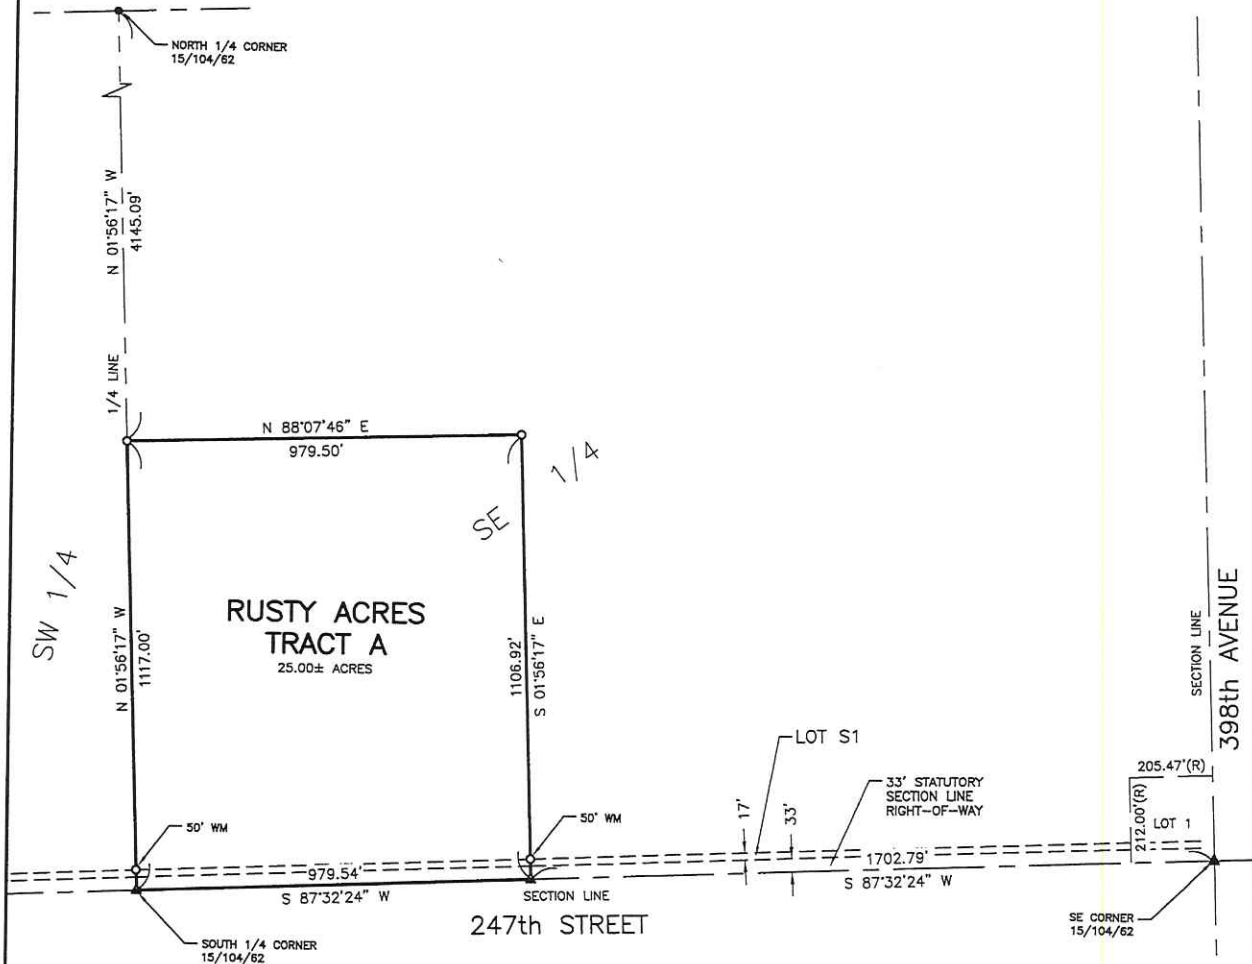 NORTH 1/4 CORNER
15/104/62
N 01°56'17" W
4145.09'
1/4 LINE
N 88°07'46" E
979.50'
SE 1/4
SW 1/4
RUSTY ACRES
TRACT A
25.00± ACRES
N 01°56'17" W
1117.00'
1106.92'
S 01°56'17" E
SECTION LINE
398th AVENUE
LOT S1
205.47'(R)
212.00'(R)
LOT 1
33' STATUTORY
SECTION LINE
RIGHT-OF-WAY
17'
33'
50' WM
50' WM
979.54'
S 87°32'24" W
1702.79'
S 87°32'24" W
SECTION LINE
247th STREET
SE CORNER
15/104/62
SOUTH 1/4 CORNER
15/104/62